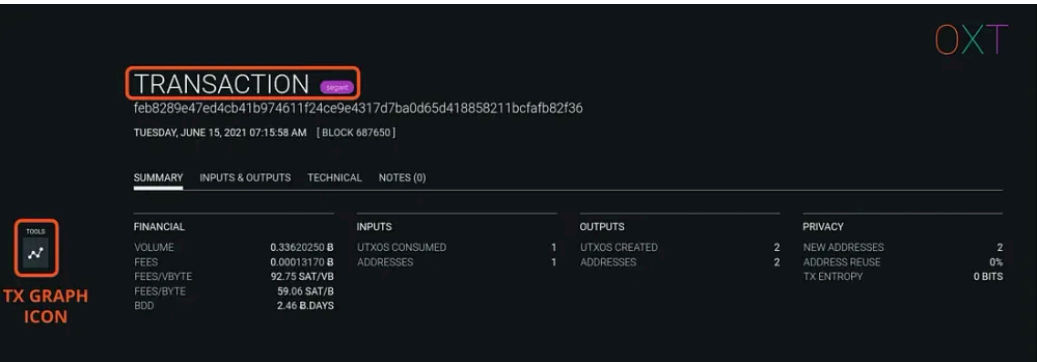 OXT
TRANSACTION segwit
feb8289e47ed4cb41b974611f24ce9e4317d7ba0d65d418858211bcfafb82f36
TUESDAY, JUNE 15, 2021 07:15:58 AM [ BLOCK 687650 ]
SUMMARY INPUTS & OUTPUTS TECHNICAL NOTES (0)
TOOLS
TX GRAPH
ICON
FINANCIAL
VOLUME 0.33620250 B
FEES 0.00013170 B
FEES/VBYTE 92.75 SAT/VB
FEES/BYTE 59.06 SAT/B
BDD 2.46 B.DAYS
INPUTS
UTXOS CONSUMED 1
ADDRESSES 1
OUTPUTS
UTXOS CREATED 2
ADDRESSES 2
PRIVACY
NEW ADDRESSES 2
ADDRESS REUSE 0%
TX ENTROPY 0 BITS